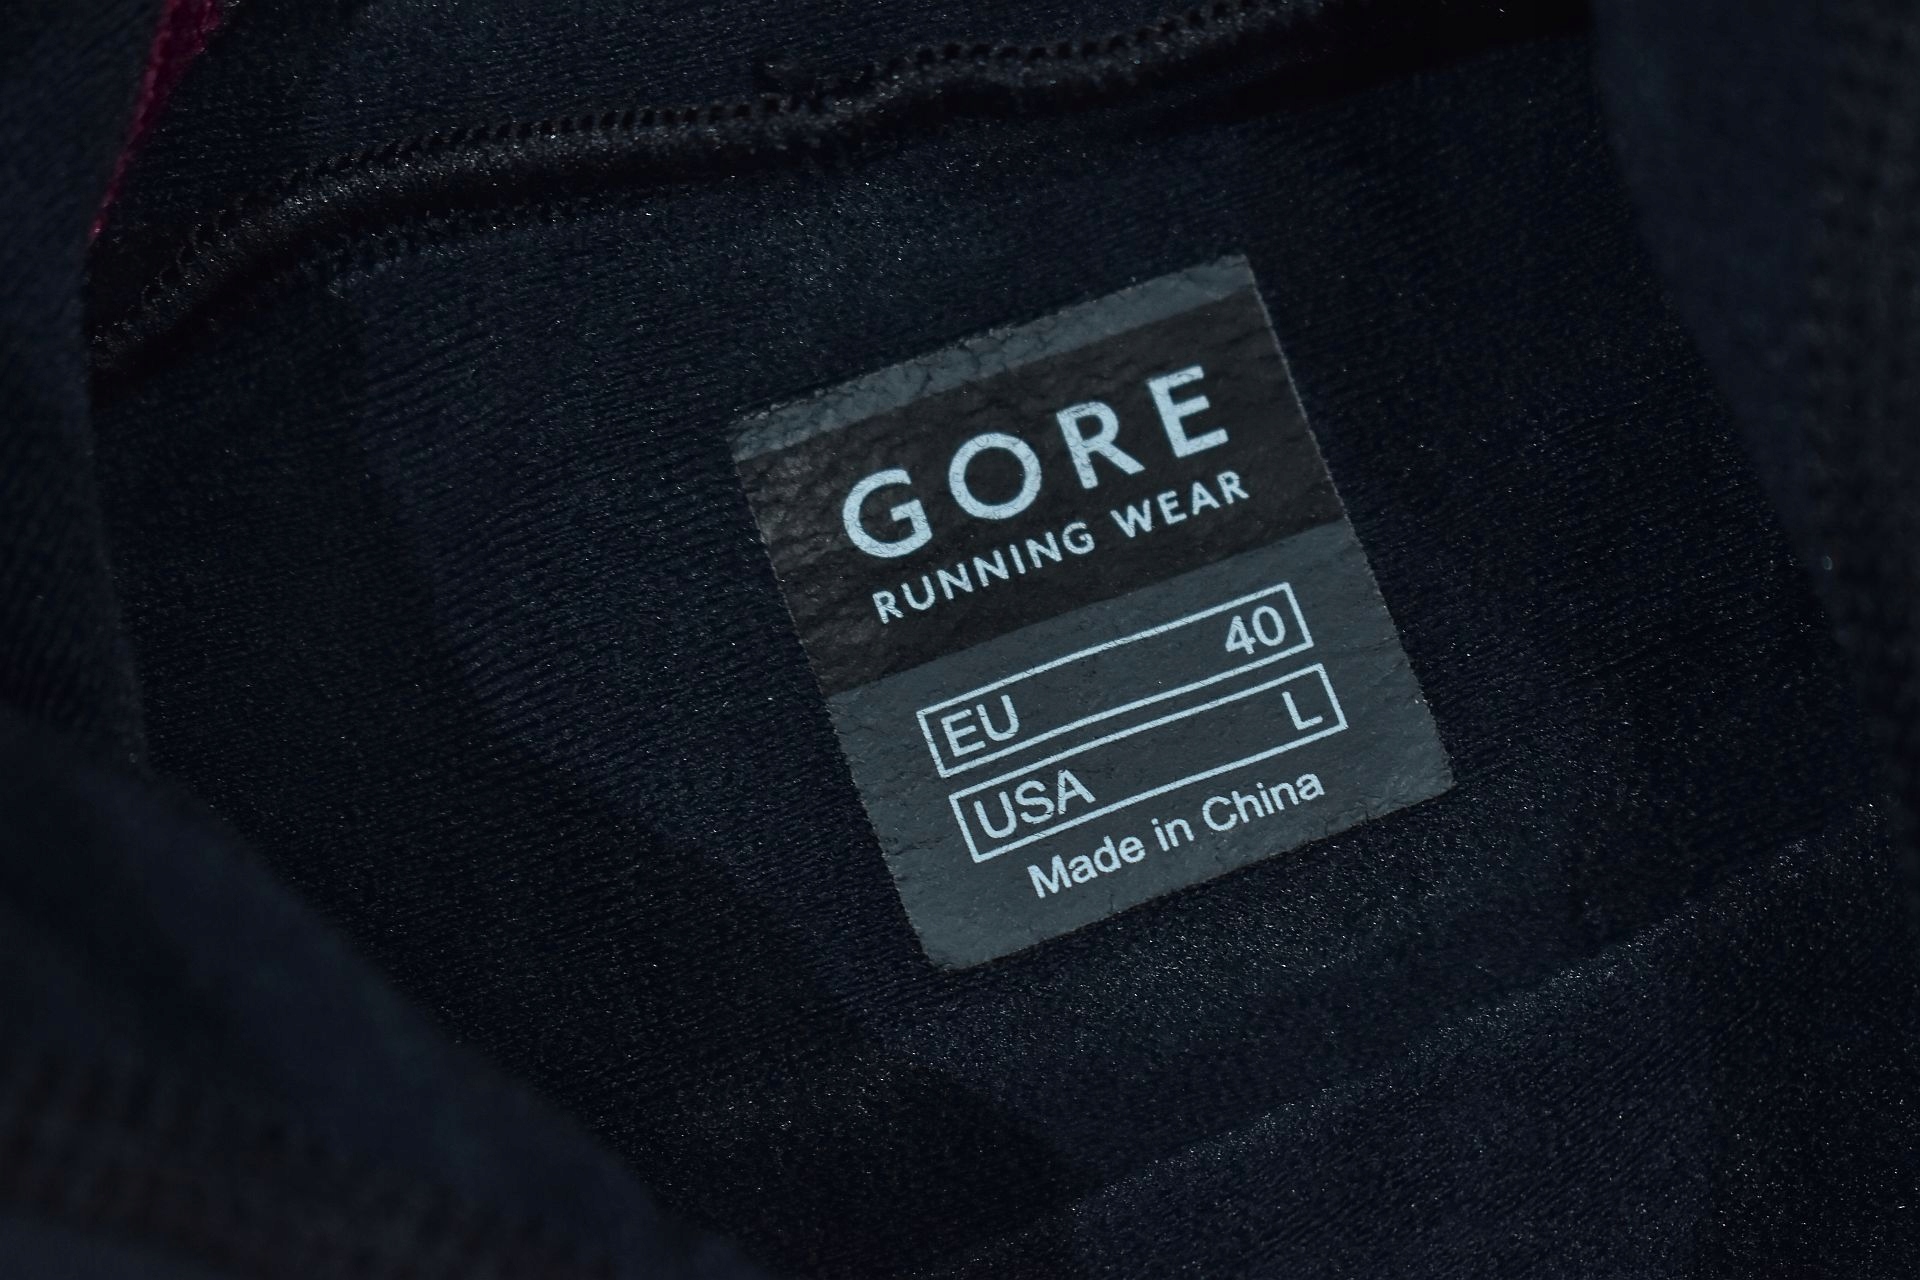 GORE
RUNNING WEAR
EU 40
USA L
Made in China